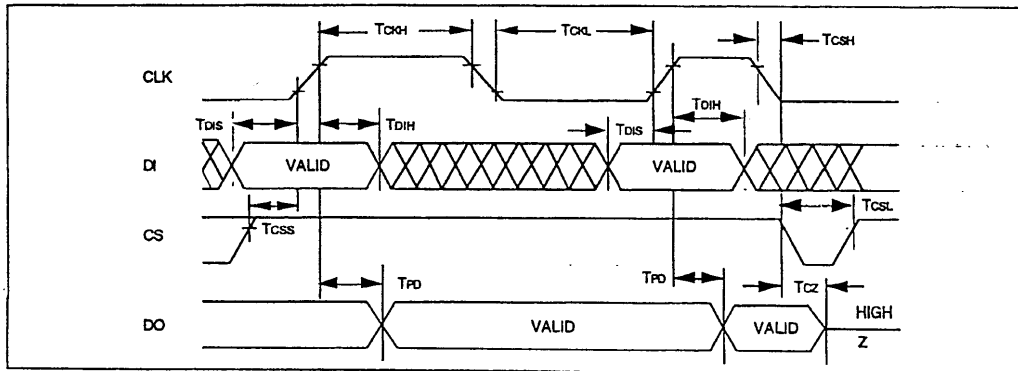 TCKH
TCKL
TCSH
CLK
TDIS
TDIH
TDIS
TDIH
DI
VALID
VALID
TCSS
TCSL
CS
TPD
TPD
TCZ
DO
VALID
VALID
HIGH
Z